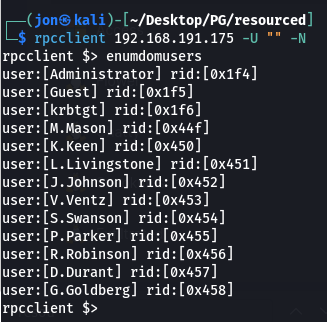 ┌──(jon㉿kali)-[~/Desktop/PG/resourced]
└─$ rpcclient 192.168.191.175 -U "" -N
rpcclient $> enumdomusers
user:[Administrator] rid:[0x1f4]
user:[Guest] rid:[0x1f5]
user:[krbtgt] rid:[0x1f6]
user:[M.Mason] rid:[0x44f]
user:[K.Keen] rid:[0x450]
user:[L.Livingstone] rid:[0x451]
user:[J.Johnson] rid:[0x452]
user:[V.Ventz] rid:[0x453]
user:[S.Swanson] rid:[0x454]
user:[P.Parker] rid:[0x455]
user:[R.Robinson] rid:[0x456]
user:[D.Durant] rid:[0x457]
user:[G.Goldberg] rid:[0x458]
rpcclient $>